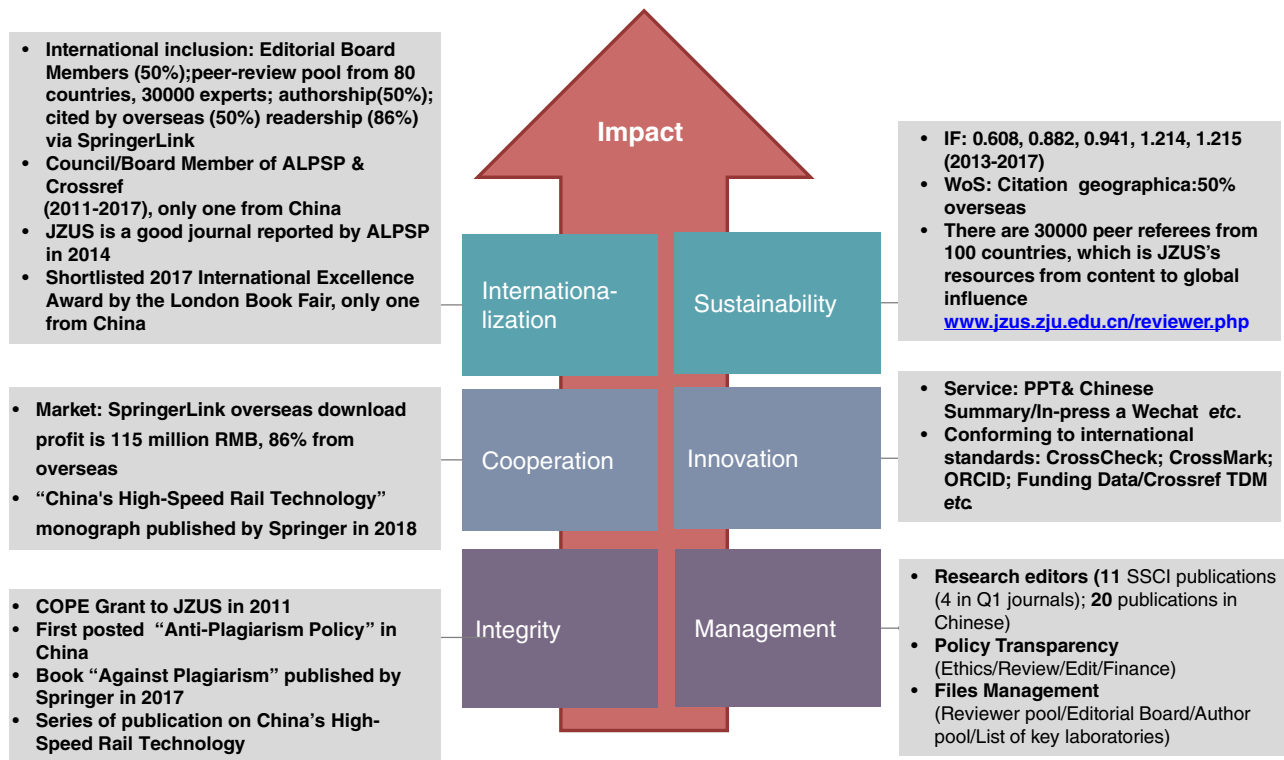 • International inclusion: Editorial Board
Members (50%);peer-review pool from 80
countries, 30000 experts; authorship(50%);
cited by overseas (50%) readership (86%)
via SpringerLink
• Council/Board Member of ALPSP &
Crossref
(2011-2017), only one from China
• JZUS is a good journal reported by ALPSP
in 2014
• Shortlisted 2017 International Excellence
Award by the London Book Fair, only one
from China
• Market: SpringerLink overseas download
profit is 115 million RMB, 86% from
overseas
• “China's High-Speed Rail Technology”
monograph published by Springer in 2018
• COPE Grant to JZUS in 2011
• First posted “Anti-Plagiarism Policy” in
China
• Book “Against Plagiarism” published by
Springer in 2017
• Series of publication on China’s High-
Speed Rail Technology
Impact
Internationa-
lization
Sustainability
Cooperation
Innovation
Integrity
Management
• IF: 0.608, 0.882, 0.941, 1.214, 1.215
(2013-2017)
• WoS: Citation geographica:50%
overseas
• There are 30000 peer referees from
100 countries, which is JZUS’s
resources from content to global
influence
www.jzus.zju.edu.cn/reviewer.php
• Service: PPT& Chinese
Summary/In-press a Wechat etc.
• Conforming to international
standards: CrossCheck; CrossMark;
ORCID; Funding Data/Crossref TDM
etc.
• Research editors (11 SSCI publications
(4 in Q1 journals); 20 publications in
Chinese)
• Policy Transparency
(Ethics/Review/Edit/Finance)
• Files Management
(Reviewer pool/Editorial Board/Author
pool/List of key laboratories)